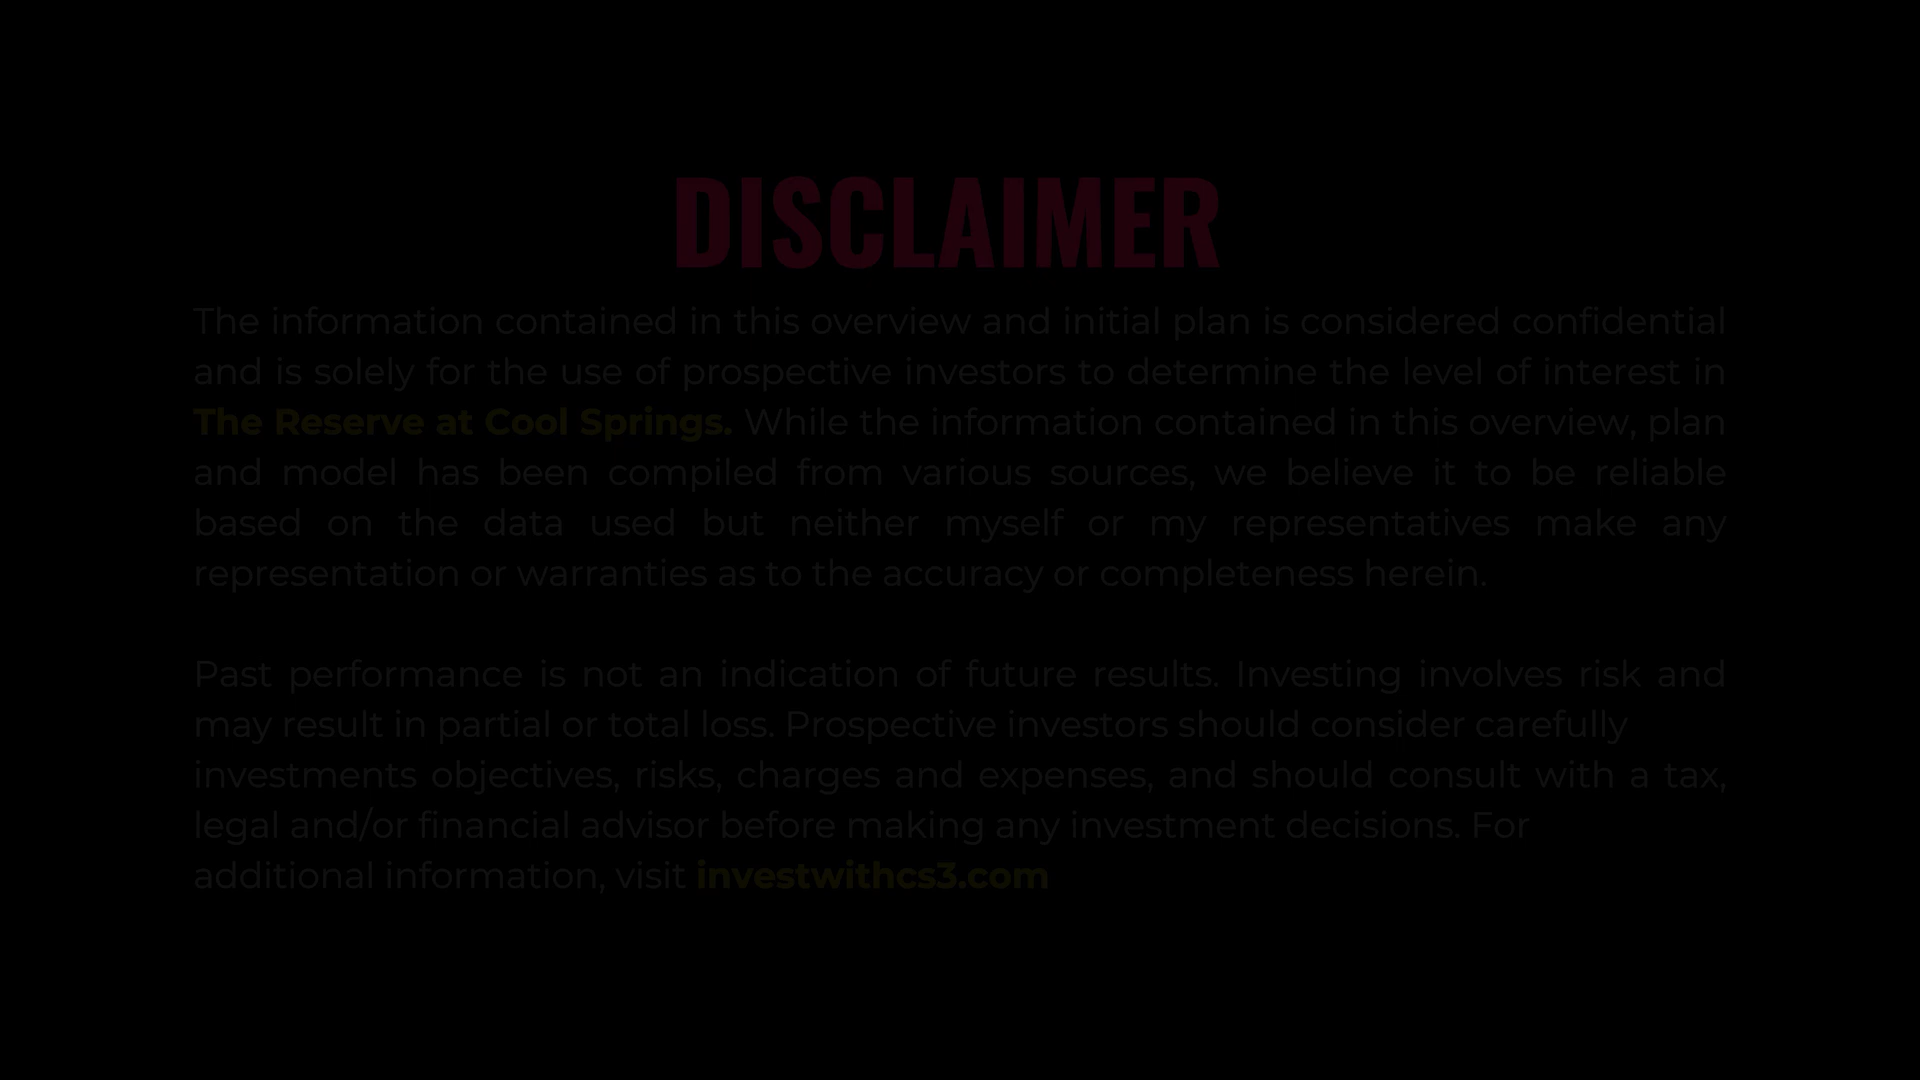 DISCLAIMER
The information contained in this overview and initial plan is considered confidential
and is solely for the use of prospective investors to determine the level of interest in
The Reserve at Cool Springs. While the information contained in this overview, plan
and model has been compiled from various sources, we believe it to be reliable
based on the data used but neither myself or my representatives make any
representation or warranties as to the accuracy or completeness herein.
Past performance is not an indication of future results. Investing involves risk and
may result in partial or total loss. Prospective investors should consider carefully
investments objectives, risks, charges and expenses, and should consult with a tax,
legal and/or financial advisor before making any investment decisions. For
additional information, visit investwithcs3.com